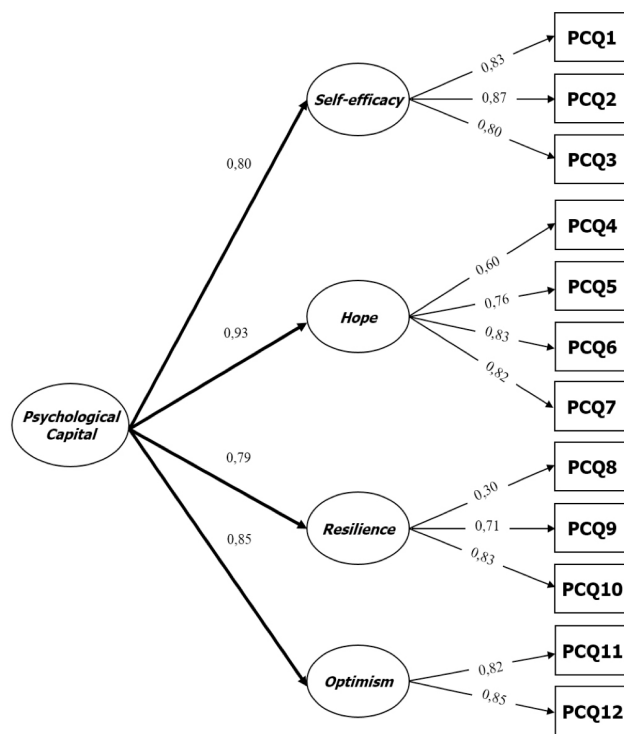 PCQ1
0,83
Self-efficacy
0,87
PCQ2
0,80
PCQ3
0,80
PCQ4
0,60
0,76
PCQ5
Hope
0,93
0,83
PCQ6
0,82
PCQ7
Psychological
Capital
0,79
PCQ8
0,30
Resilience
0,71
PCQ9
0,85
0,83
PCQ10
PCQ11
0,82
Optimism
0,85
PCQ12